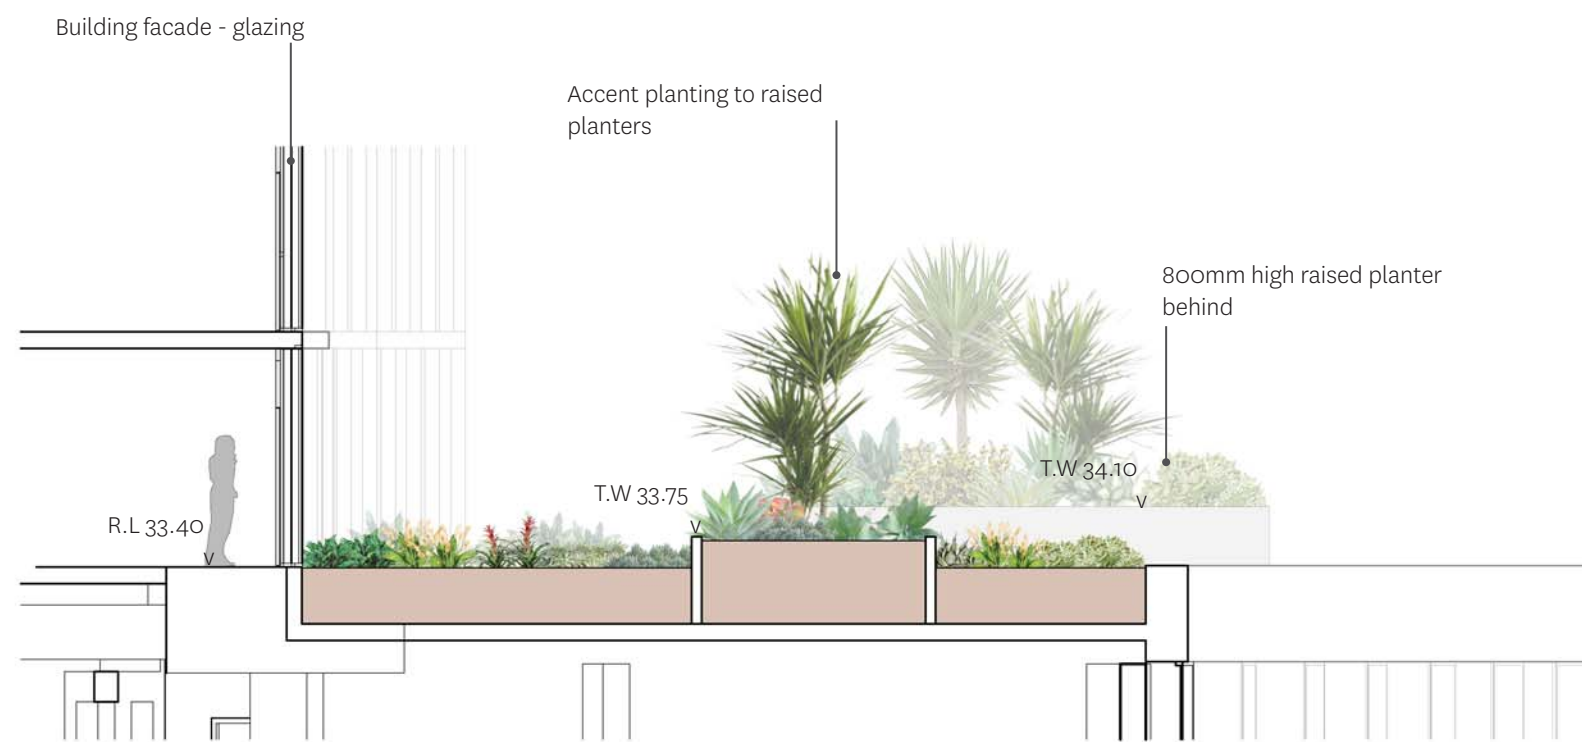 Building facade - glazing
Accent planting to raised
planters
800mm high raised planter
behind
T.W 34.10
T.W 33.75
R.L 33.40